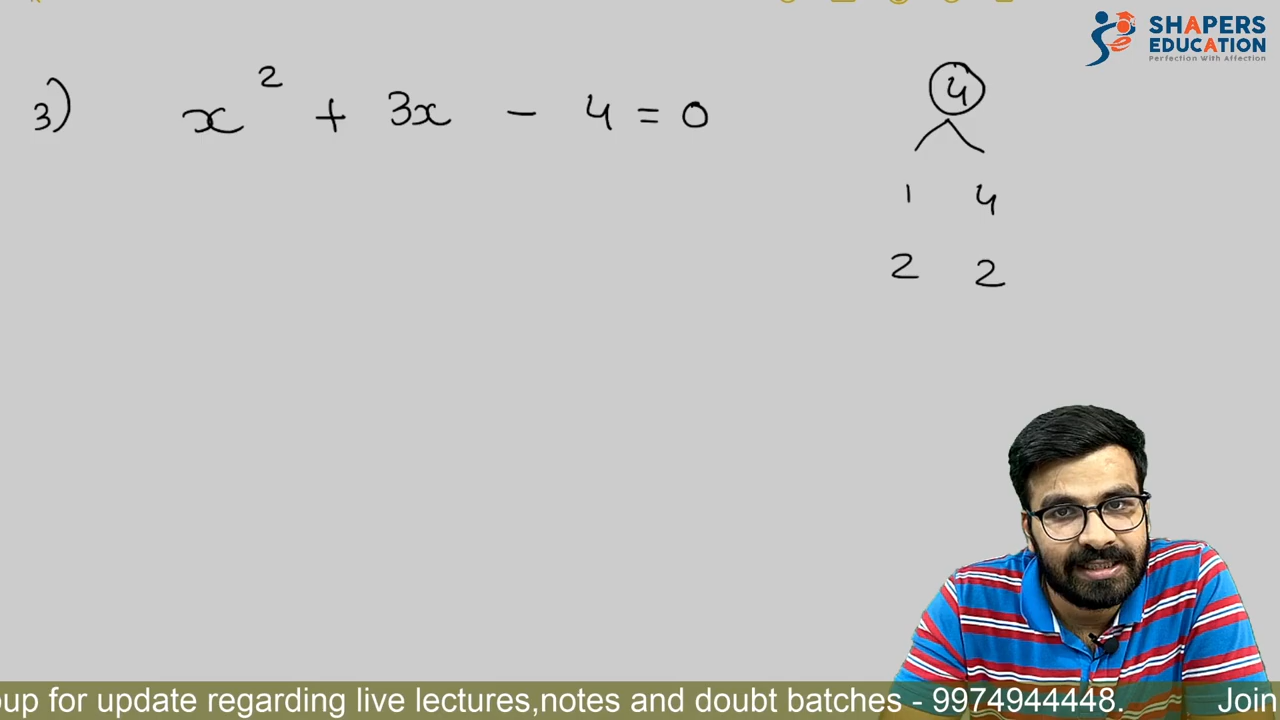 SHAPERS
EDUCATION
Perfection With Affection
3) x² + 3x - 4 = 0
4
1 4
2 2
oup for update regarding live lectures,notes and doubt batches - 9974944448. Join